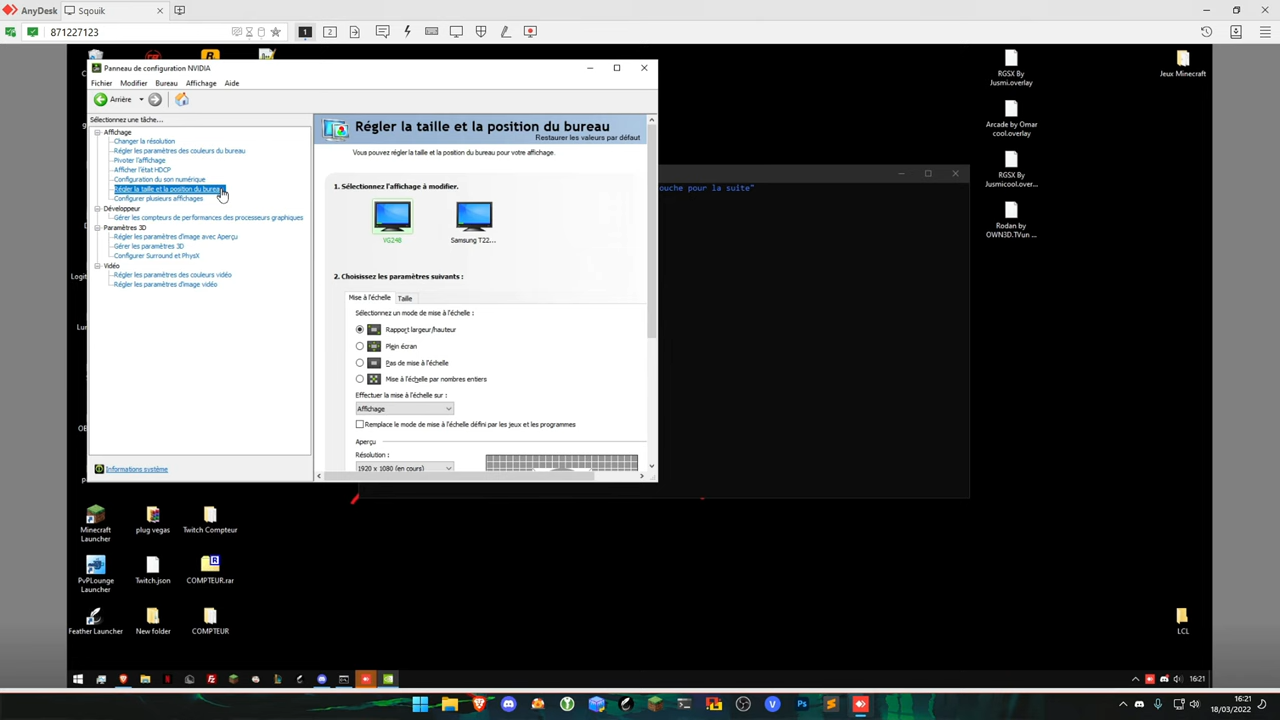 AnyDesk
Sqouik
871227123
1
2
RGSX By
Jusmi.overlay
Jeux Minecraft
Arcade by Omar
cool.overlay
RGSX By
Jusmicool.over...
Rodan by
OWN3D.TVun ...
Panneau de configuration NVIDIA
Fichier Modifier Bureau Affichage Aide
Arrière
Sélectionnez une tâche...
Affichage
Changer la résolution
Régler les paramètres des couleurs du bureau
Pivoter l'affichage
Afficher l'état HDCP
Configuration du son numérique
Régler la taille et la position du bureau
Configurer plusieurs affichages
Développeur
Gérer les compteurs de performances des processeurs graphiques
Paramètres 3D
Régler les paramètres d'image avec Aperçu
Gérer les paramètres 3D
Configurer Surround et PhysX
Vidéo
Régler les paramètres des couleurs vidéo
Régler les paramètres d'image vidéo
Informations système
Régler la taille et la position du bureau
Restaurer les valeurs par défaut
Vous pouvez régler la taille et la position du bureau pour votre affichage.
1. Sélectionnez l'affichage à modifier.
VG248
Samsung T22...
2. Choisissez les paramètres suivants :
Mise à l'échelle
Taille
Sélectionnez un mode de mise à l'échelle :
Rapport largeur/hauteur
Plein écran
Pas de mise à l'échelle
Mise à l'échelle par nombres entiers
Effectuer la mise à l'échelle sur :
Affichage
Remplace le mode de mise à l'échelle défini par les jeux et les programmes
Aperçu
Résolution :
1920 x 1080 (en cours)
ouche pour la suite"
Minecraft
Launcher
plug vegas
Twitch Compteur
PvPLounge
Launcher
Twitch.json
COMPTEUR.rar
Feather Launcher
New folder
COMPTEUR
LCL
16:21
16:21
18/03/2022